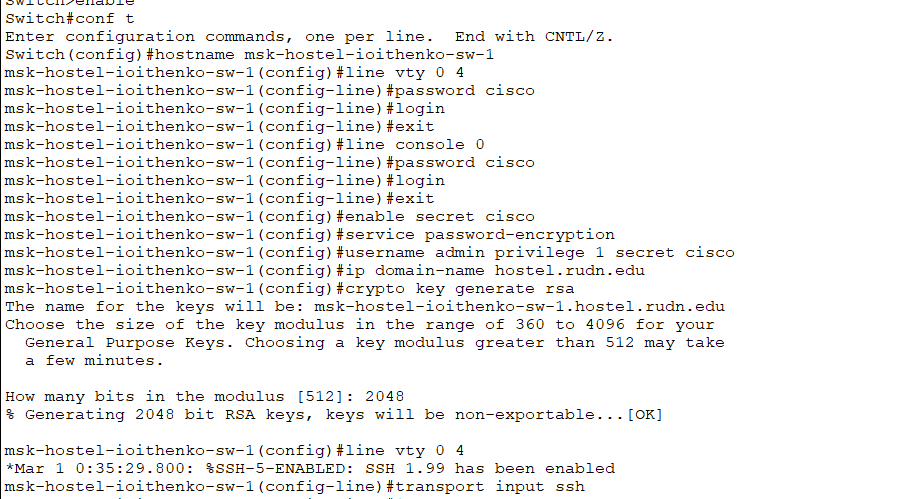 Switch>enable
Switch#conf t
Enter configuration commands, one per line.  End with CNTL/Z.
Switch(config)#hostname msk-hostel-ioithenko-sw-1
msk-hostel-ioithenko-sw-1(config)#line vty 0 4
msk-hostel-ioithenko-sw-1(config-line)#password cisco
msk-hostel-ioithenko-sw-1(config-line)#login
msk-hostel-ioithenko-sw-1(config-line)#exit
msk-hostel-ioithenko-sw-1(config)#line console 0
msk-hostel-ioithenko-sw-1(config-line)#password cisco
msk-hostel-ioithenko-sw-1(config-line)#login
msk-hostel-ioithenko-sw-1(config-line)#exit
msk-hostel-ioithenko-sw-1(config)#enable secret cisco
msk-hostel-ioithenko-sw-1(config)#service password-encryption
msk-hostel-ioithenko-sw-1(config)#username admin privilege 1 secret cisco
msk-hostel-ioithenko-sw-1(config)#ip domain-name hostel.rudn.edu
msk-hostel-ioithenko-sw-1(config)#crypto key generate rsa
The name for the keys will be: msk-hostel-ioithenko-sw-1.hostel.rudn.edu
Choose the size of the key modulus in the range of 360 to 4096 for your
  General Purpose Keys. Choosing a key modulus greater than 512 may take
  a few minutes.
How many bits in the modulus [512]: 2048
% Generating 2048 bit RSA keys, keys will be non-exportable...[OK]
msk-hostel-ioithenko-sw-1(config)#line vty 0 4
*Mar 1 0:35:29.800: %SSH-5-ENABLED: SSH 1.99 has been enabled
msk-hostel-ioithenko-sw-1(config-line)#transport input ssh